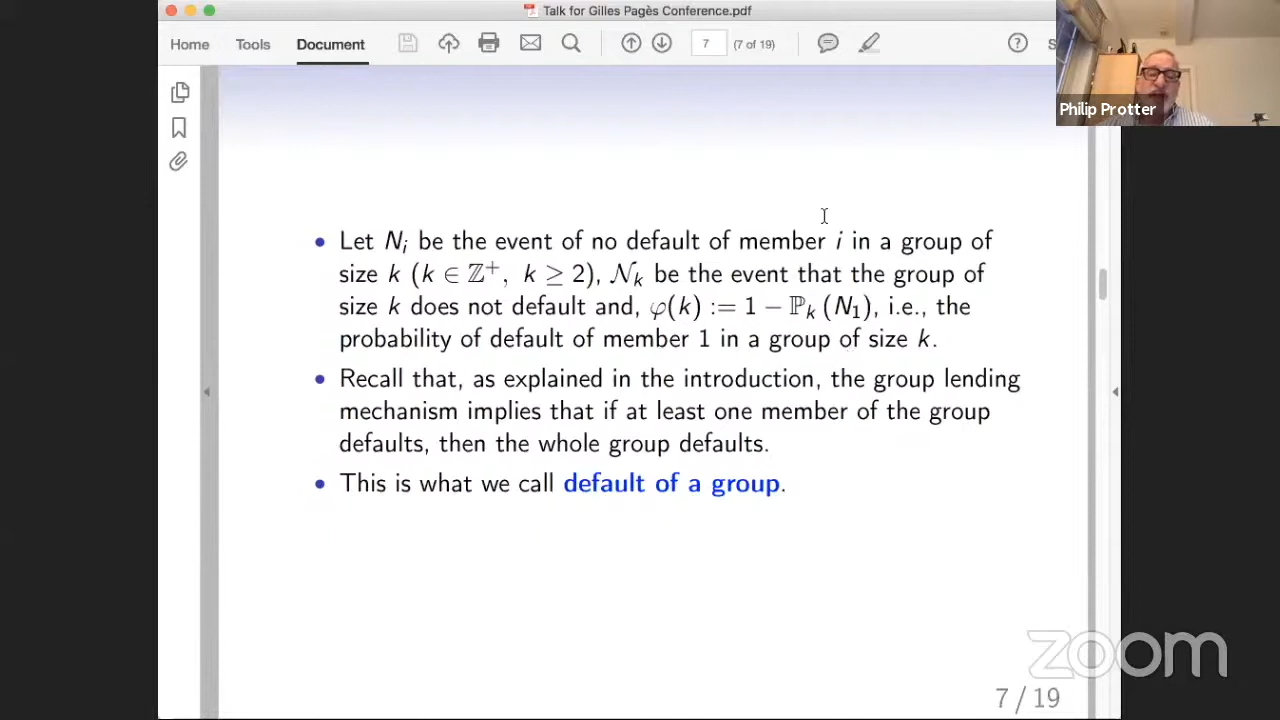 Talk for Gilles Pagès Conference.pdf
Home Tools Document 7 (7 of 19)
Philip Protter
• Let Nᵢ be the event of no default of member i in a group of
size k (k ∈ ℤ⁺, k ≥ 2), 𝒩ₖ be the event that the group of
size k does not default and, φ(k) := 1 − ℙₖ (N₁), i.e., the
probability of default of member 1 in a group of size k.
• Recall that, as explained in the introduction, the group lending
mechanism implies that if at least one member of the group
defaults, then the whole group defaults.
• This is what we call default of a group.
zoom
7 / 19